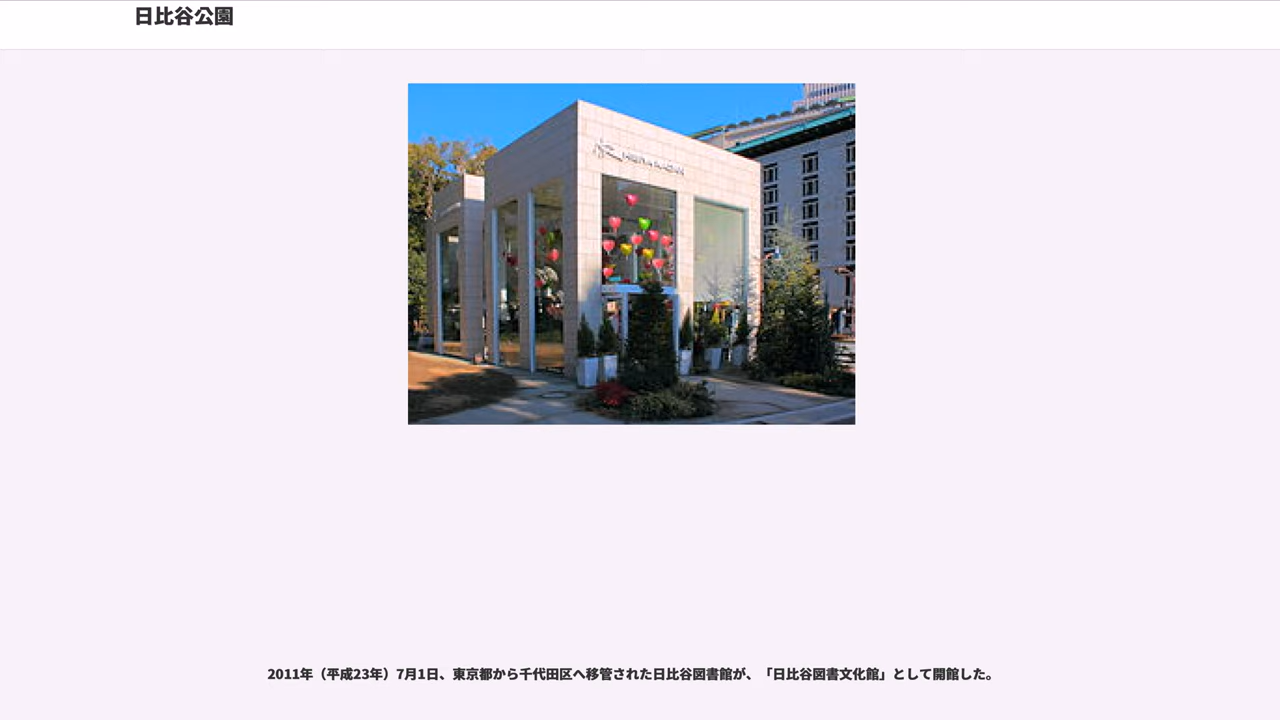 日比谷公園
2011年（平成23年）7月1日、東京都から千代田区へ移管された日比谷図書館が、「日比谷図書文化館」として開館した。